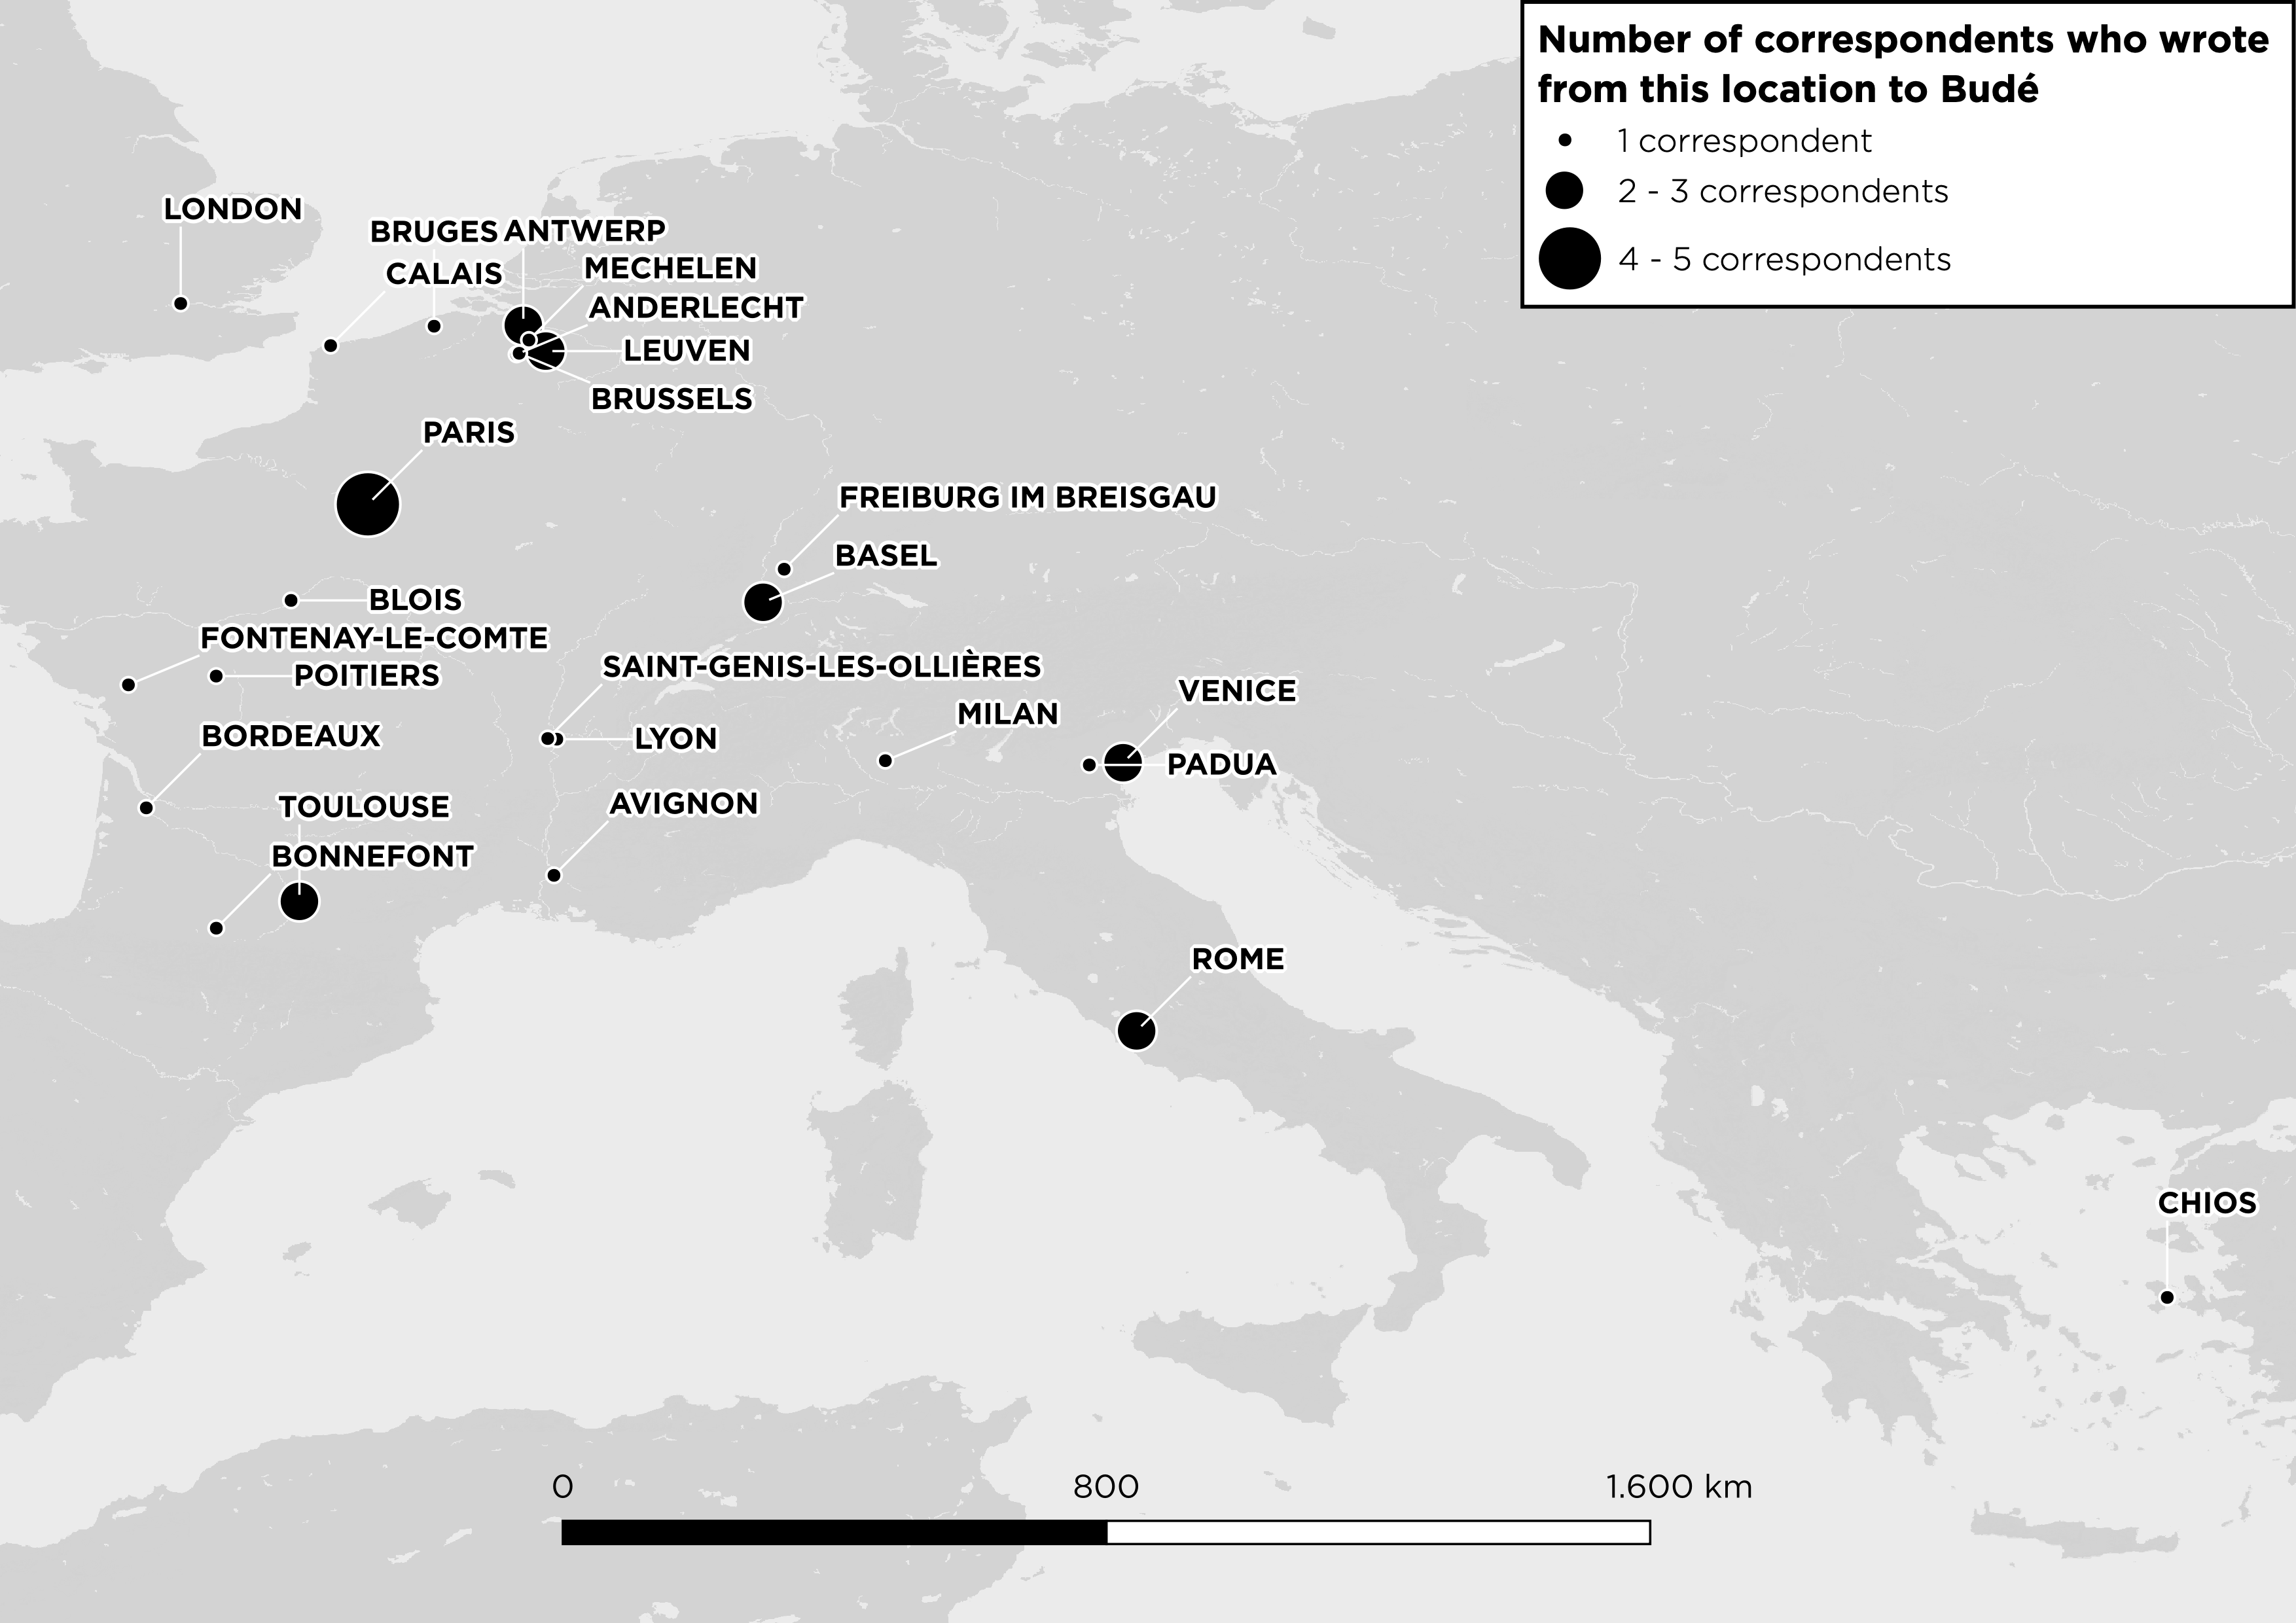 Number of correspondents who wrote
from this location to Budé
1 correspondent
2 - 3 correspondents
4 - 5 correspondents
LONDON
BRUGES
ANTWERP
CALAIS
MECHELEN
ANDERLECHT
LEUVEN
BRUSSELS
PARIS
FREIBURG IM BREISGAU
BASEL
BLOIS
FONTENAY-LE-COMTE
POITIERS
SAINT-GENIS-LES-OLLIÈRES
VENICE
MILAN
BORDEAUX
LYON
PADUA
TOULOUSE
AVIGNON
BONNEFONT
ROME
CHIOS
0
800
1.600 km